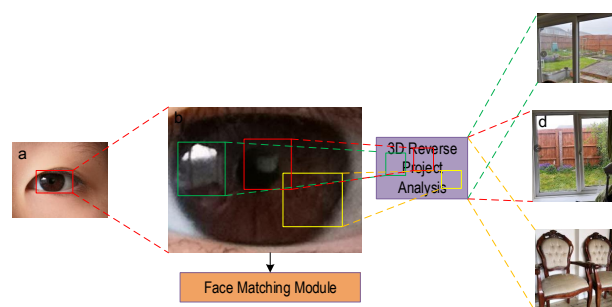 a
b
3D Reverse
Project
Analysis
d
Face Matching Module